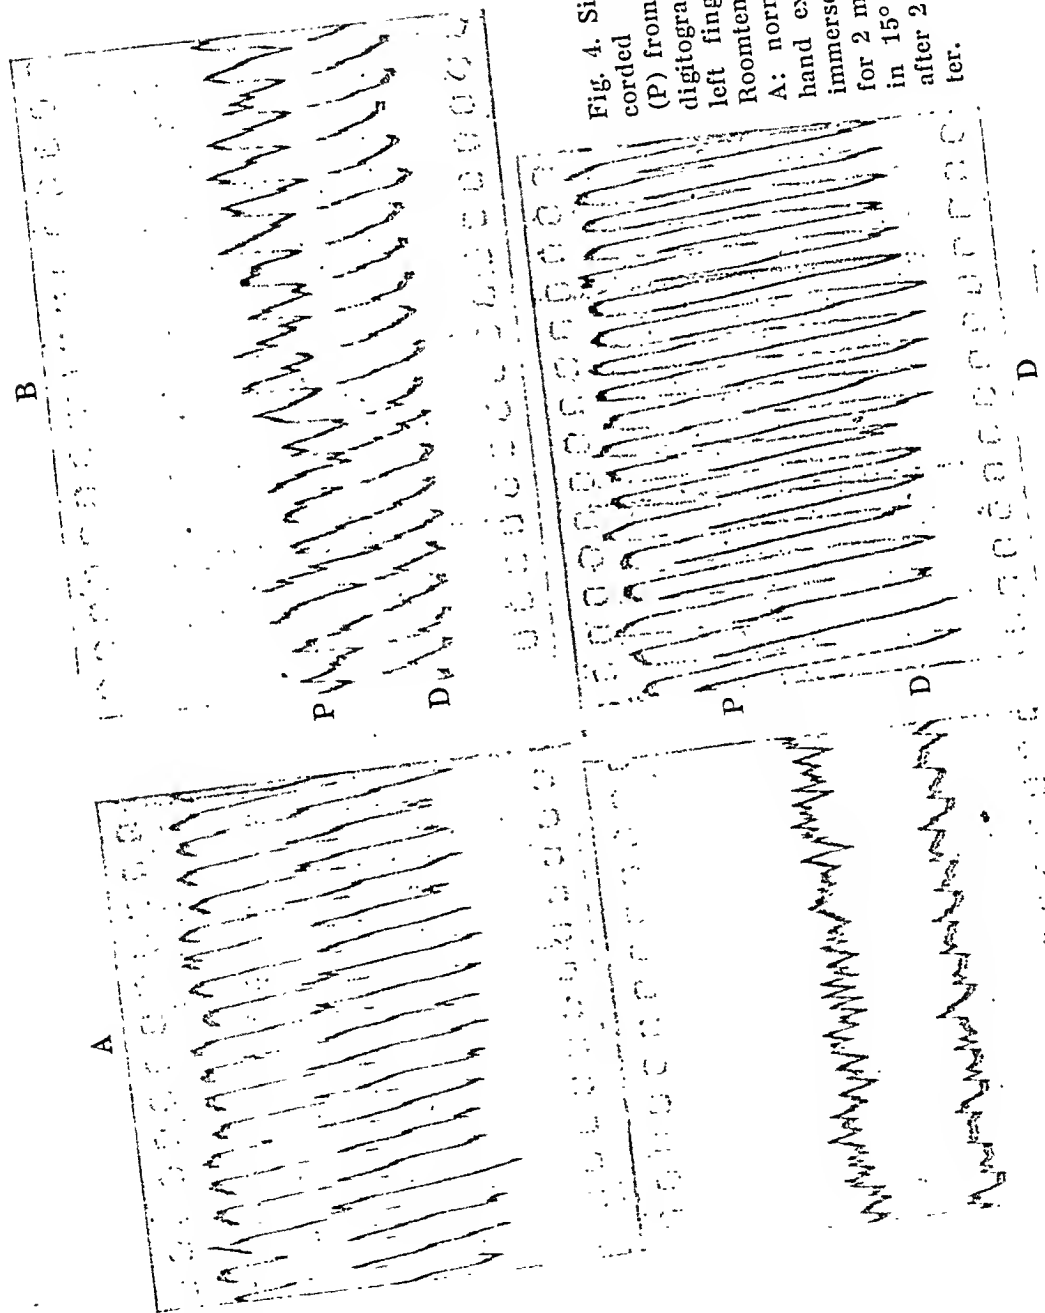 A
B
P
D
P
D
D
Fig. 4. Si
corded
(P) from
digitogra
left fing
Roomten
A: norr
hand ex
immerse
for 2 m
in 15°
after 2
ter.